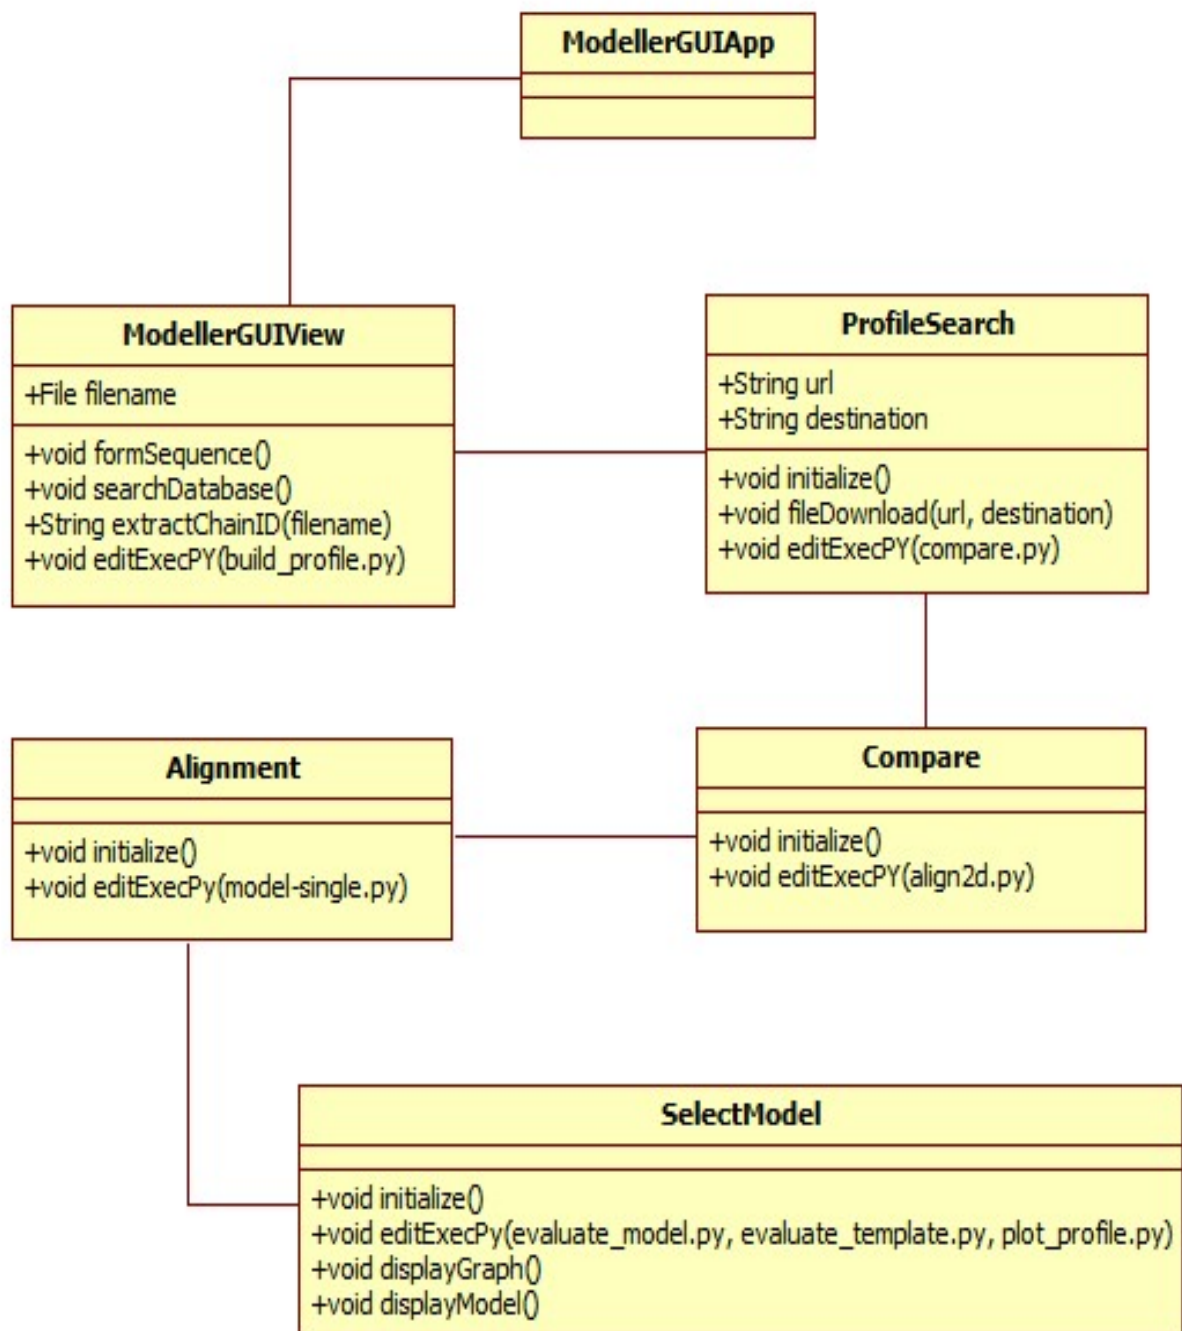 ModellerGUIApp
ModellerGUIView
+File filename
+void formSequence()
+void searchDatabase()
+String extractChainID(filename)
+void editExecPY(build_profile.py)
ProfileSearch
+String url
+String destination
+void initialize()
+void fileDownload(url, destination)
+void editExecPY(compare.py)
Alignment
+void initialize()
+void editExecPy(model-single.py)
Compare
+void initialize()
+void editExecPY(align2d.py)
SelectModel
+void initialize()
+void editExecPy(evaluate_model.py, evaluate_template.py, plot_profile.py)
+void displayGraph()
+void displayModel()